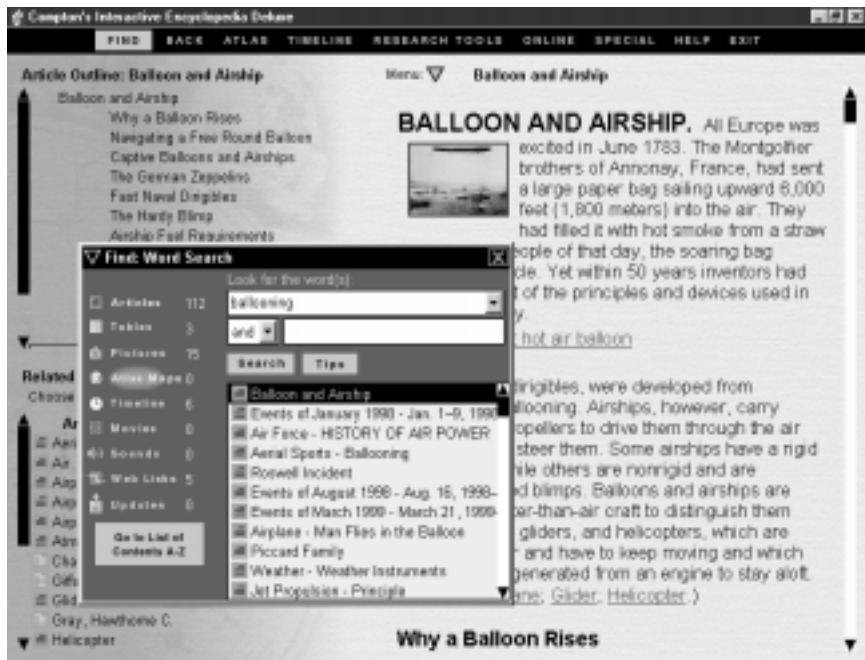 Compton's Interactive Encyclopedia Deluxe
FIND BACK ATLAS TIMELINE RESEARCH TOOLS ONLINE SPECIAL HELP EXIT
Article Outline: Balloon and Airship
Balloon and Airship
Why a Balloon Rises
Navigating a Free Round Balloon
Captive Balloons and Airships
The German Zeppelins
Fast Naval Dirigibles
The Hardy Blimp
Airship Fuel Requirements
Menu: Balloon and Airship
BALLOON AND AIRSHIP. All Europe was
excited in June 1783. The Montgolfier
brothers of Annonay, France, had sent
a large paper bag sailing upward 6,000
feet (1,800 meters) into the air. They
had filled it with hot smoke from a straw
eople of that day, the soaring bag
cle. Yet within 50 years inventors had
t of the principles and devices used in
y.
hot air balloon
dirigibles, were developed from
llooning. Airships, however, carry
opellers to drive them through the air
steer them. Some airships have a rigid
hile others are nonrigid and are
d blimps. Balloons and airships are
er-than-air craft to distinguish them
gliders, and helicopters, which are
r and have to keep moving and which
generated from an engine to stay aloft.
ane; Glider; Helicopter.)
Why a Balloon Rises
Find: Word Search
Look for the word(s):
ballooning
and
Search Tips
Articles 112
Tables 3
Pictures 15
Atlas Maps 0
Timeline 6
Movies 0
Sounds 0
Web Links 5
Updates 0
Go to List of
Contents A-Z
Balloon and Airship
Events of January 1998 - Jan. 1-9, 1998
Air Force - HISTORY OF AIR POWER
Aerial Sports - Ballooning
Roswell Incident
Events of August 1998 - Aug. 16, 1998-
Events of March 1999 - March 21, 1999-
Airplane - Man Flies in the Balloon
Piccard Family
Weather - Weather Instruments
Jet Propulsion - Principle
Related
Choose
Ar
Aeri
Air
Airp
Airp
Airp
Atm
Cha
Giffa
Glid
Gray, Hawthorne C.
Helicopter